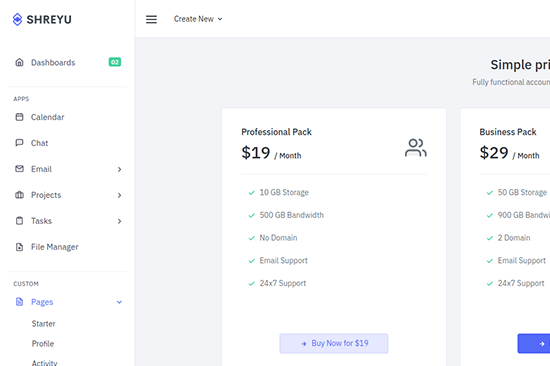 SHREYU
Create New
Dashboards
02
APPS
Calendar
Chat
Email
Projects
Tasks
File Manager
CUSTOM
Pages
Starter
Profile
Activity
Simple pri
Fully functional accoun
Professional Pack
$19 / Month
10 GB Storage
500 GB Bandwidth
No Domain
Email Support
24x7 Support
Buy Now for $19
Business Pack
$29 / Month
50 GB Storage
900 GB Bandwi
2 Domain
Email Support
24x7 Support